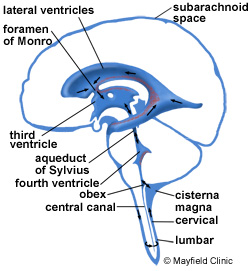 lateral ventricles
subarachnoid
space
foramen
of Monro
third
ventricle
aqueduct
of Sylvius
fourth ventricle
obex
central canal
cisterna
magna
cervical
lumbar
© Mayfield Clinic